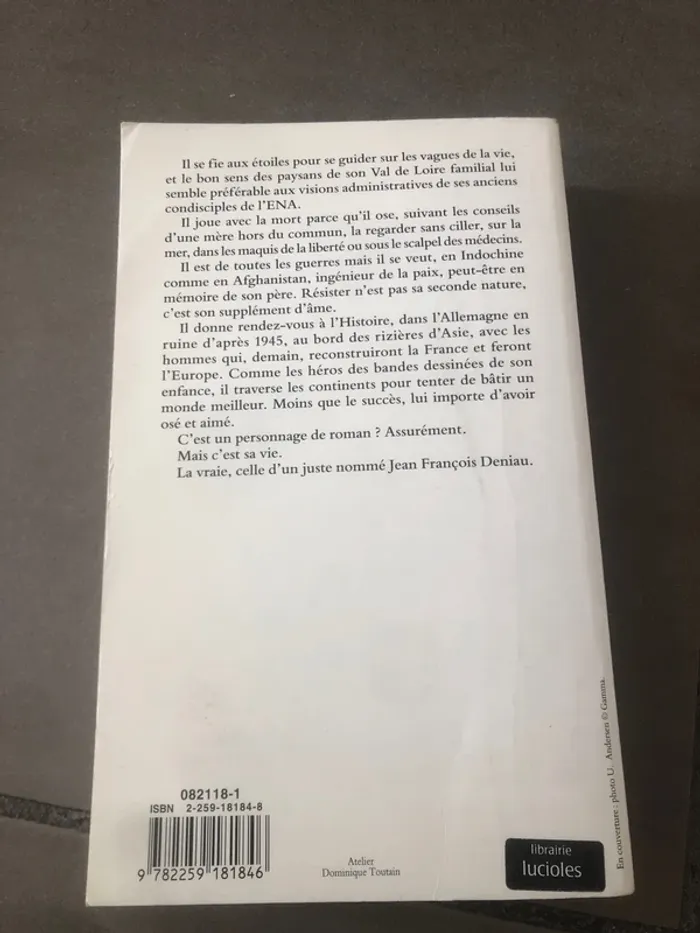 Il se fie aux étoiles pour se guider sur les vagues de la vie,
et le bon sens des paysans de son Val de Loire familial lui
semble préférable aux visions administratives de ses anciens
condisciples de l'ENA.
Il joue avec la mort parce qu'il ose, suivant les conseils
d'une mère hors du commun, la regarder sans ciller, sur la
mer, dans les maquis de la liberté ou sous le scalpel des médecins.
Il est de toutes les guerres mais il se veut, en Indochine
comme en Afghanistan, ingénieur de la paix, peut-être en
mémoire de son père. Résister n'est pas sa seconde nature,
c'est son supplément d'âme.
Il donne rendez-vous à l'Histoire, dans l'Allemagne en
ruine d'après 1945, au bord des rizières d'Asie, avec les
hommes qui, demain, reconstruiront la France et feront
l'Europe. Comme les héros des bandes dessinées de son
enfance, il traverse les continents pour tenter de bâtir un
monde meilleur. Moins que le succès, lui importe d'avoir
osé et aimé.
C'est un personnage de roman ? Assurément.
Mais c'est sa vie.
La vraie, celle d'un juste nommé Jean François Deniau.
En couverture : photo U. Andersen © Gamma.
082118-1
ISBN 2-259-18184-8
9 782259 181846
Atelier
Dominique Toutain
librairie
lucioles